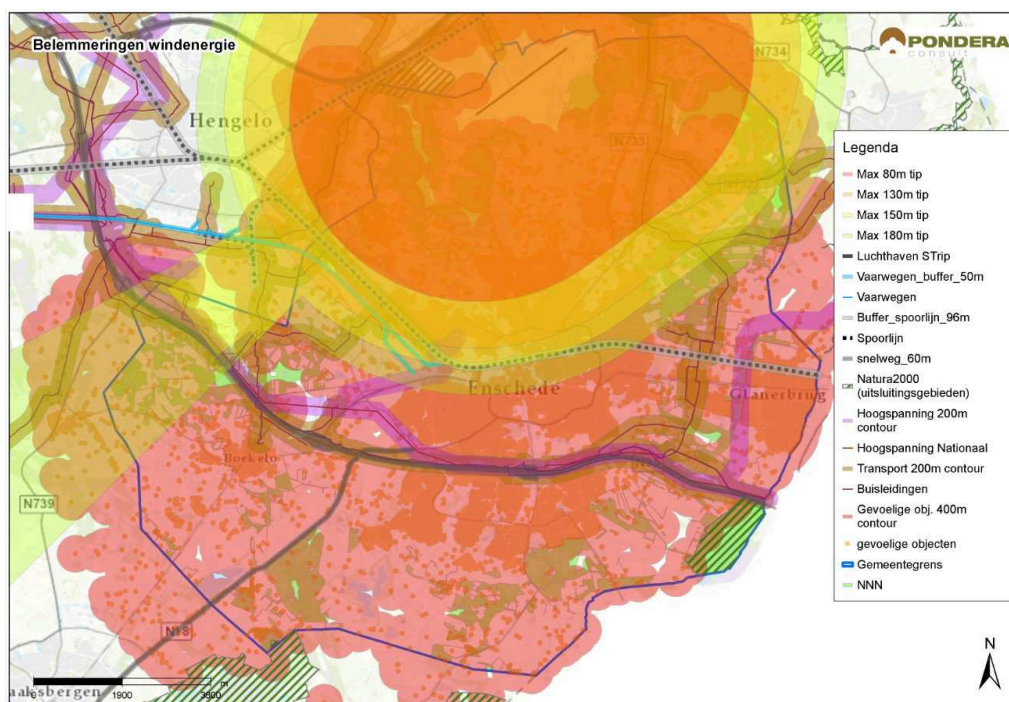 Belemmeringen windenergie
PONDERA
consult
N734
Hengelo
N733
Legenda
Max 80m tip
Max 130m tip
Max 150m tip
Max 180m tip
Luchthaven STrip
Vaarwegen_buffer_50m
Vaarwegen
Buffer_spoorlijn_96m
Spoorlijn
snelweg_60m
Natura2000
(uitsluitingsgebieden)
Hoogspanning 200m
contour
Hoogspanning Nationaal
Transport 200m contour
Buisleidingen
Gevoelige obj. 400m
contour
gevoelige objecten
Gemeentegrens
NNN
Enschede
Glanerbrug
Boekelo
N739
N18
aaksbergen
0 1900 3800 m
N